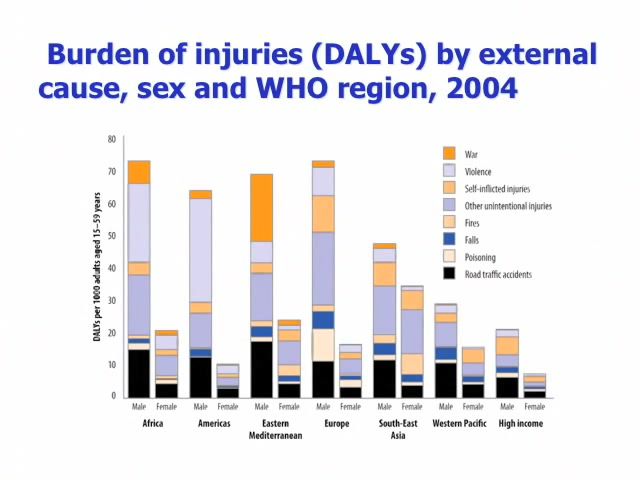 Burden of injuries (DALYs) by external
cause, sex and WHO region, 2004
DALYs per 1000 adults aged 15–59 years
80
70
60
50
40
30
20
10
0
War
Violence
Self-inflicted injuries
Other unintentional injuries
Fires
Falls
Poisoning
Road traffic accidents
Male Female Male Female Male Female Male Female Male Female Male Female Male Female
Africa Americas Eastern Europe South-East Western Pacific High income
Mediterranean Asia